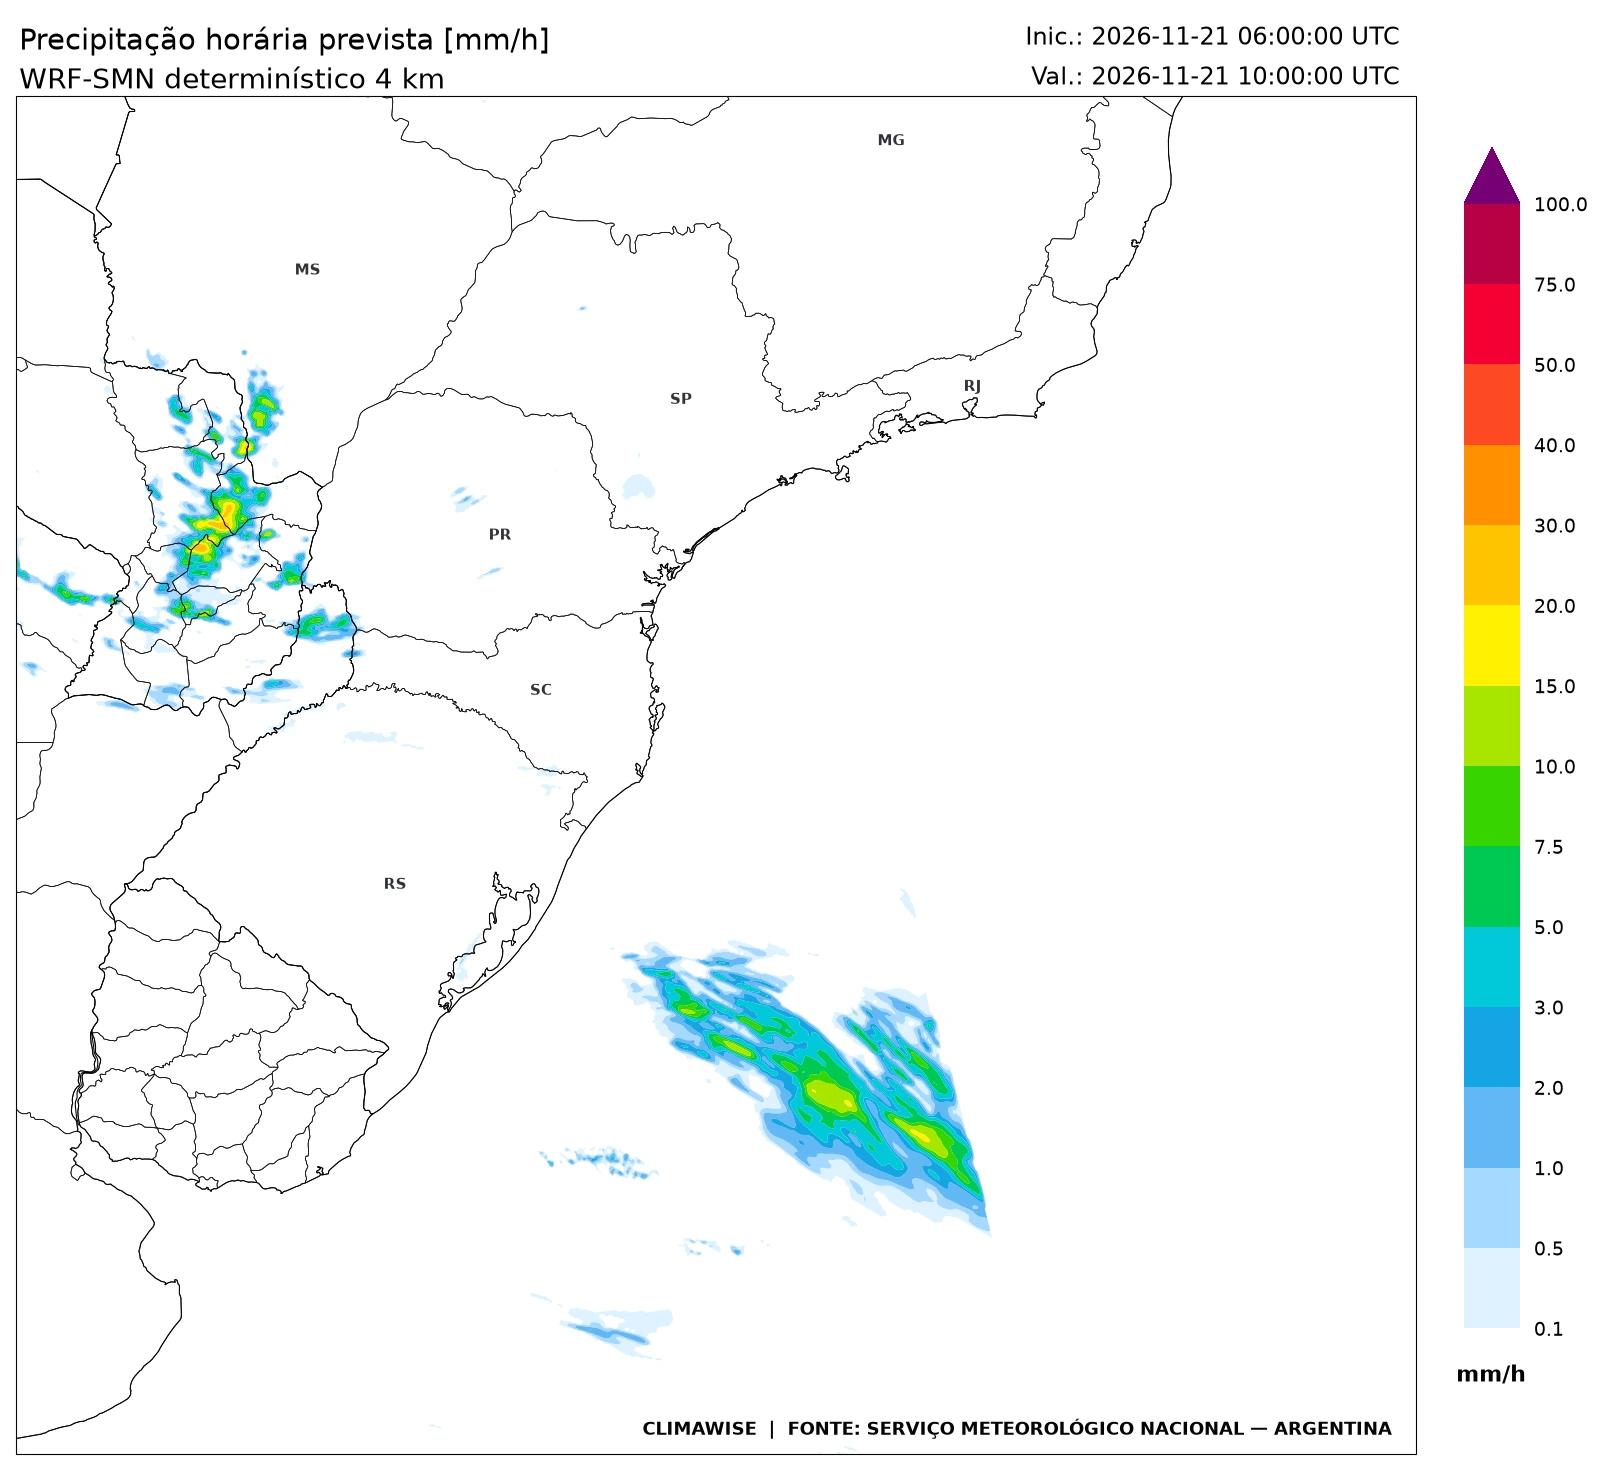 Precipitação horária prevista [mm/h]
WRF-SMN determinístico 4 km
Inic.: 2026-11-21 06:00:00 UTC
Val.: 2026-11-21 10:00:00 UTC
MG
MS
SP
RJ
PR
SC
RS
100.0
75.0
50.0
40.0
30.0
20.0
15.0
10.0
7.5
5.0
3.0
2.0
1.0
0.5
0.1
mm/h
CLIMAWISE | FONTE: SERVIÇO METEOROLÓGICO NACIONAL — ARGENTINA